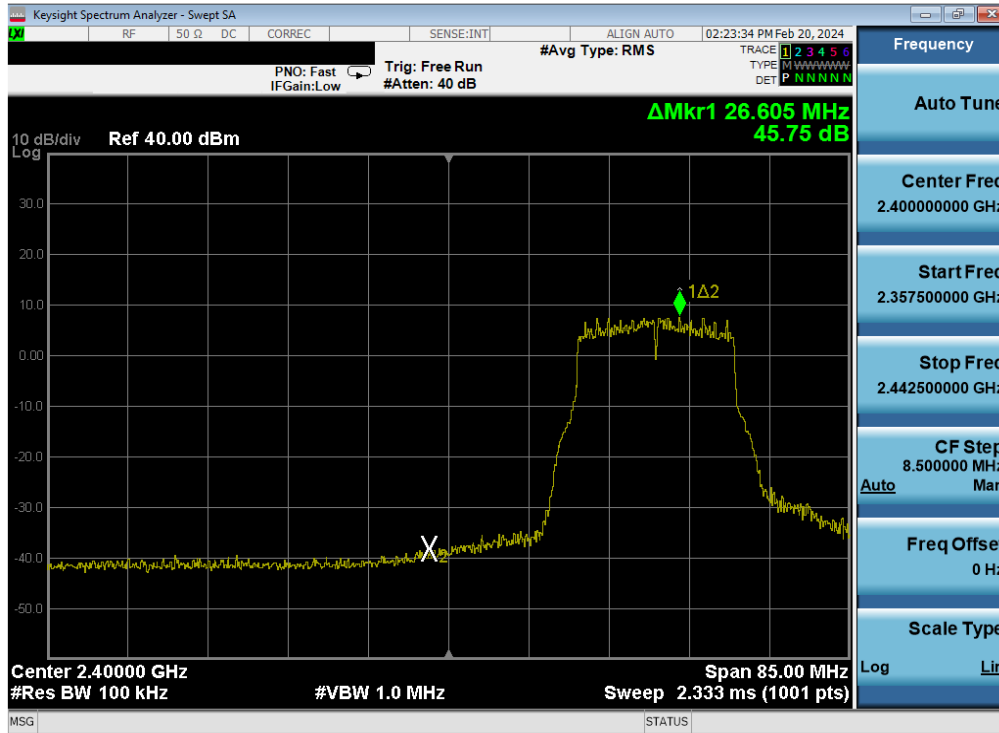 Keysight Spectrum Analyzer - Swept SA
LXI RF 50 Ω DC CORREC SENSE:INT ALIGN AUTO 02:23:34 PM Feb 20, 2024
PNO: Fast
IFGain:Low
Trig: Free Run
#Atten: 40 dB
#Avg Type: RMS
TRACE 1 2 3 4 5 6
TYPE M WWWWW
DET P N N N N N
ΔMkr1 26.605 MHz
45.75 dB
10 dB/div
Log
Ref 40.00 dBm
30.0
20.0
10.0
0.00
-10.0
-20.0
-30.0
-40.0
-50.0
1Δ2
X2
Center 2.40000 GHz
Span 85.00 MHz
#Res BW 100 kHz
#VBW 1.0 MHz
Sweep 2.333 ms (1001 pts)
MSG
STATUS
Frequency
Auto Tune
Center Freq
2.400000000 GHz
Start Freq
2.357500000 GHz
Stop Freq
2.442500000 GHz
CF Step
8.500000 MHz
Auto Man
Freq Offset
0 Hz
Scale Type
Log Lin